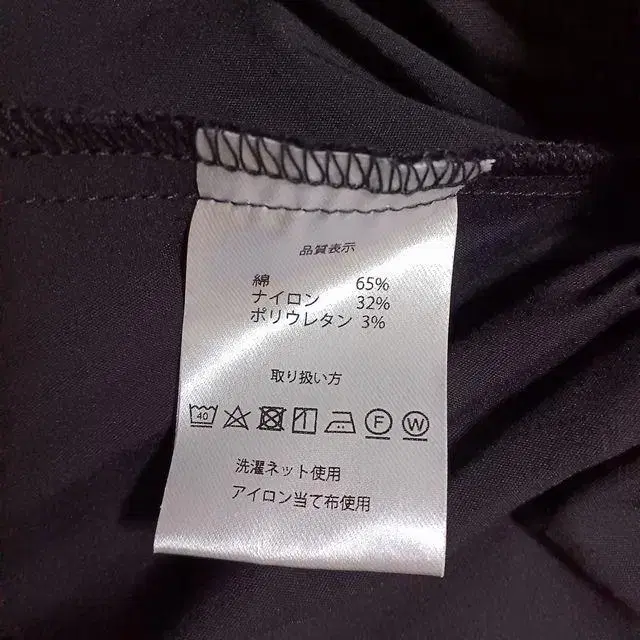 品質表示
綿 65%
ナイロン 32%
ポリウレタン 3%
取り扱い方
40 F W
洗濯ネット使用
アイロン当て布使用